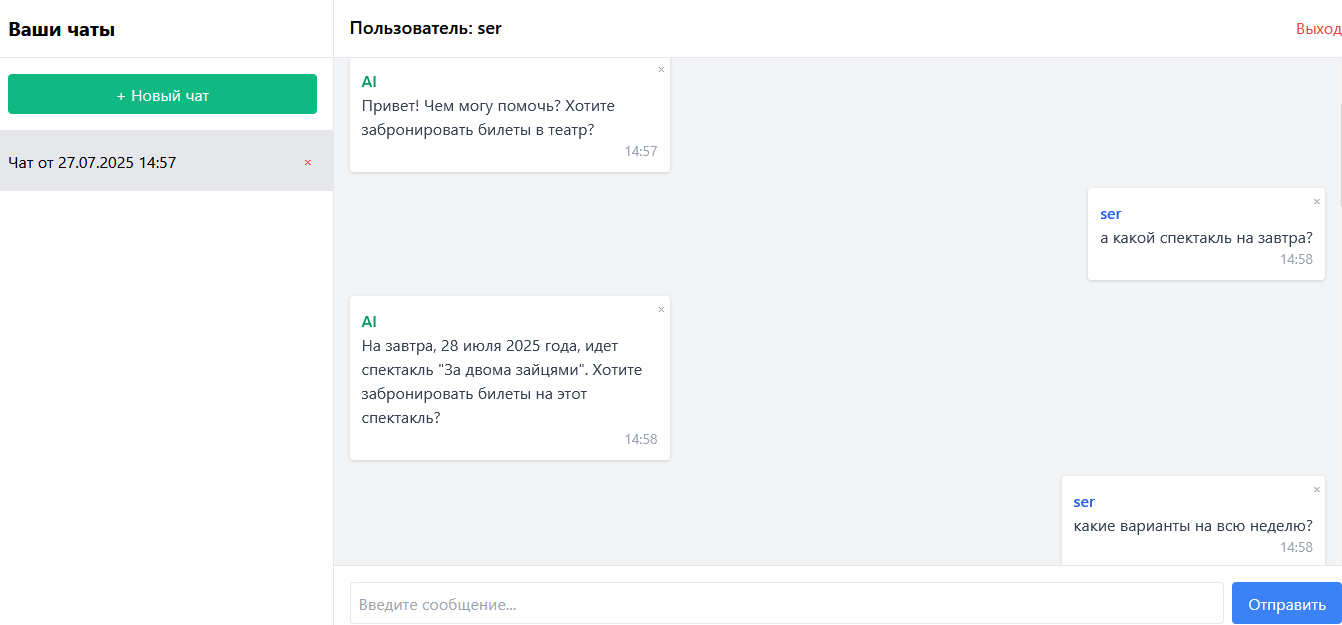 Ваши чаты
+ Новый чат
Чат от 27.07.2025 14:57
×
Пользователь: ser
Выход
×
AI
Привет! Чем могу помочь? Хотите
забронировать билеты в театр?
14:57
×
ser
а какой спектакль на завтра?
14:58
×
AI
На завтра, 28 июля 2025 года, идет
спектакль "За двома зайцями". Хотите
забронировать билеты на этот
спектакль?
14:58
×
ser
какие варианты на всю неделю?
14:58
Введите сообщение...
Отправить